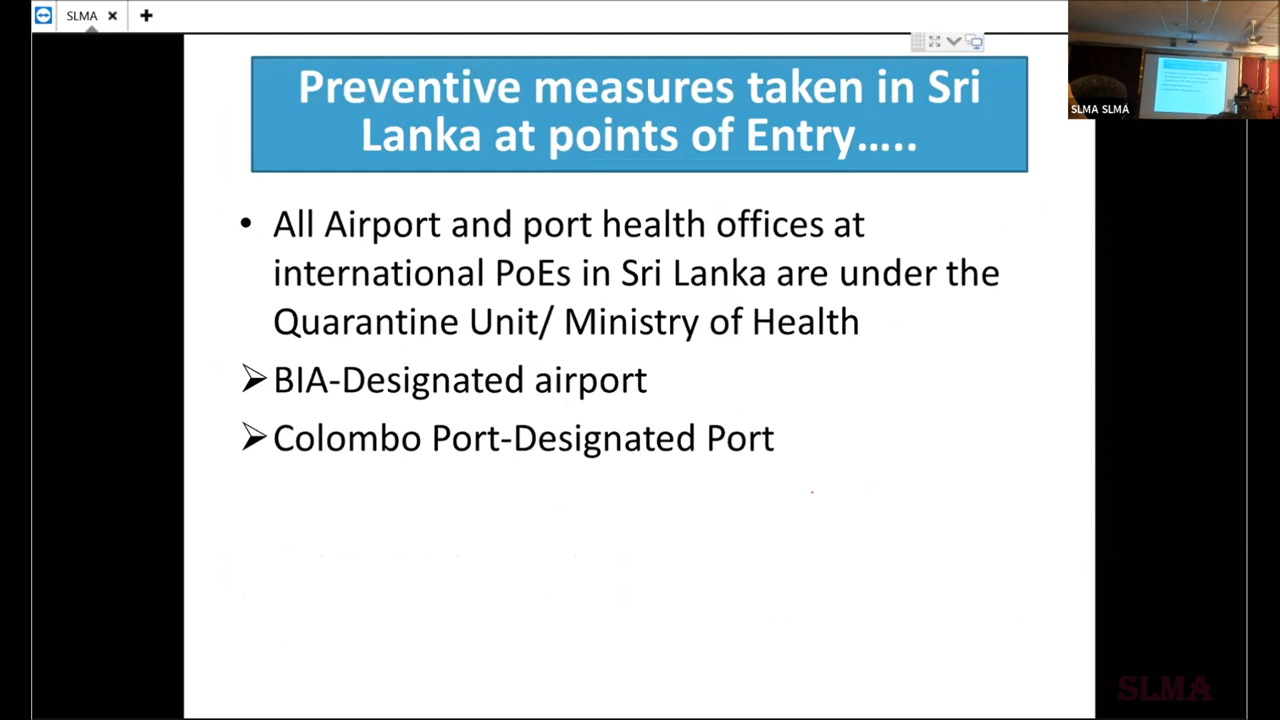 SLMA
Preventive measures taken in Sri
Lanka at points of Entry…..
SLMA SLMA
• All Airport and port health offices at
international PoEs in Sri Lanka are under the
Quarantine Unit/ Ministry of Health
➢ BIA-Designated airport
➢ Colombo Port-Designated Port
SLMA